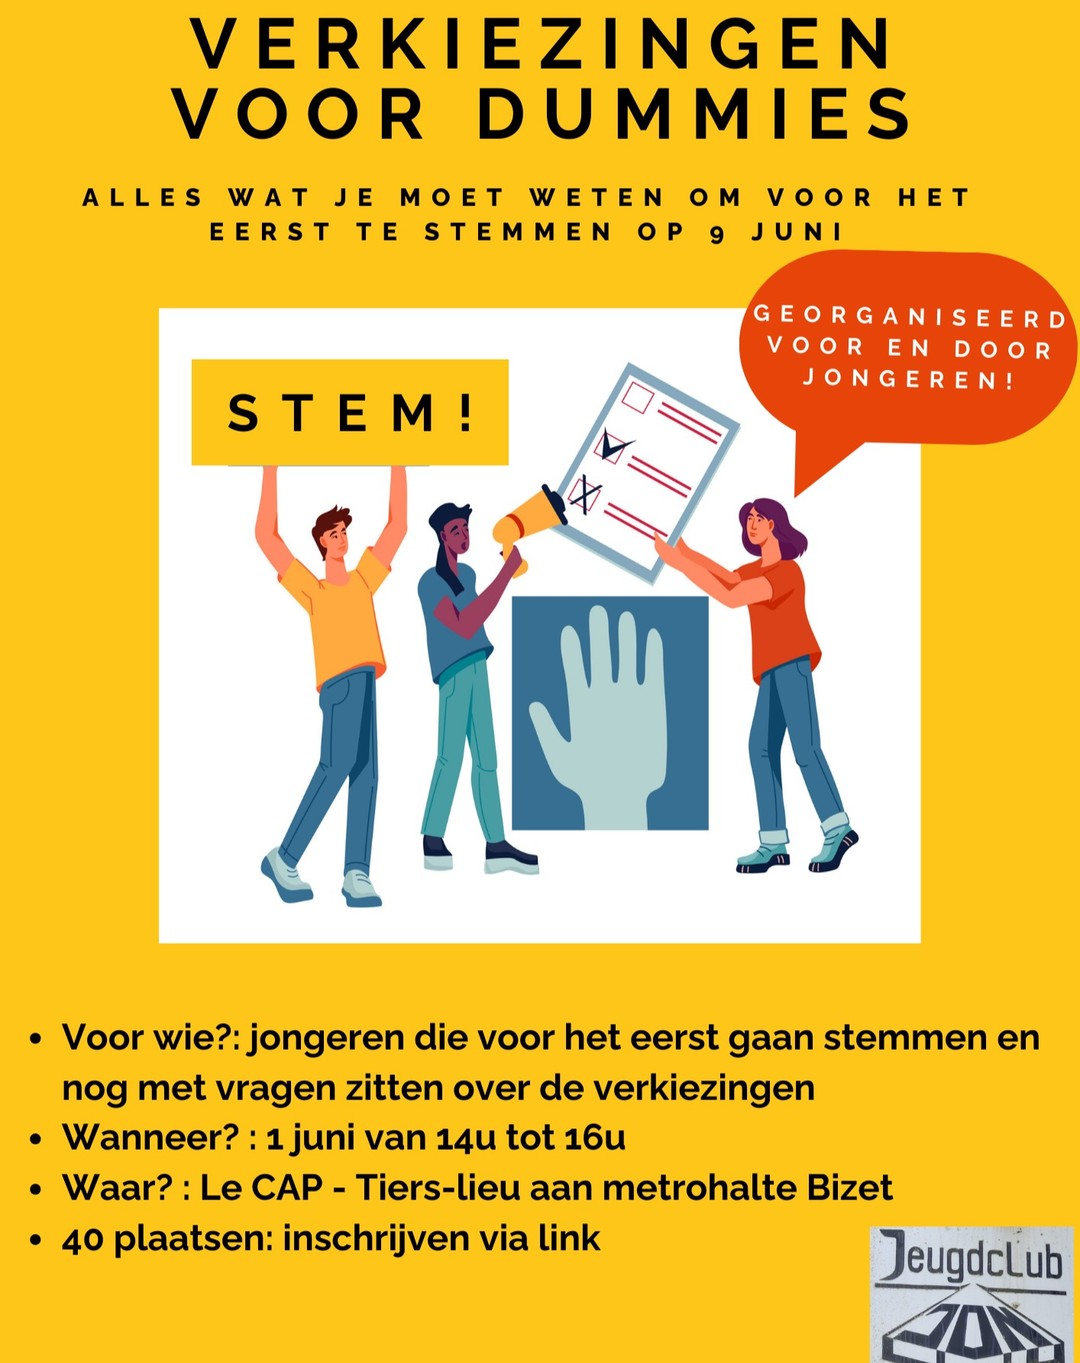 VERKIEZINGEN
VOOR DUMMIES
ALLES WAT JE MOET WETEN OM VOOR HET
EERST TE STEMMEN OP 9 JUNI
GEORGANISEERD
VOOR EN DOOR
JONGEREN!
STEM!
• Voor wie?: jongeren die voor het eerst gaan stemmen en
nog met vragen zitten over de verkiezingen
• Wanneer? : 1 juni van 14u tot 16u
• Waar? : Le CAP - Tiers-lieu aan metrohalte Bizet
• 40 plaatsen: inschrijven via link
JeugdcLub